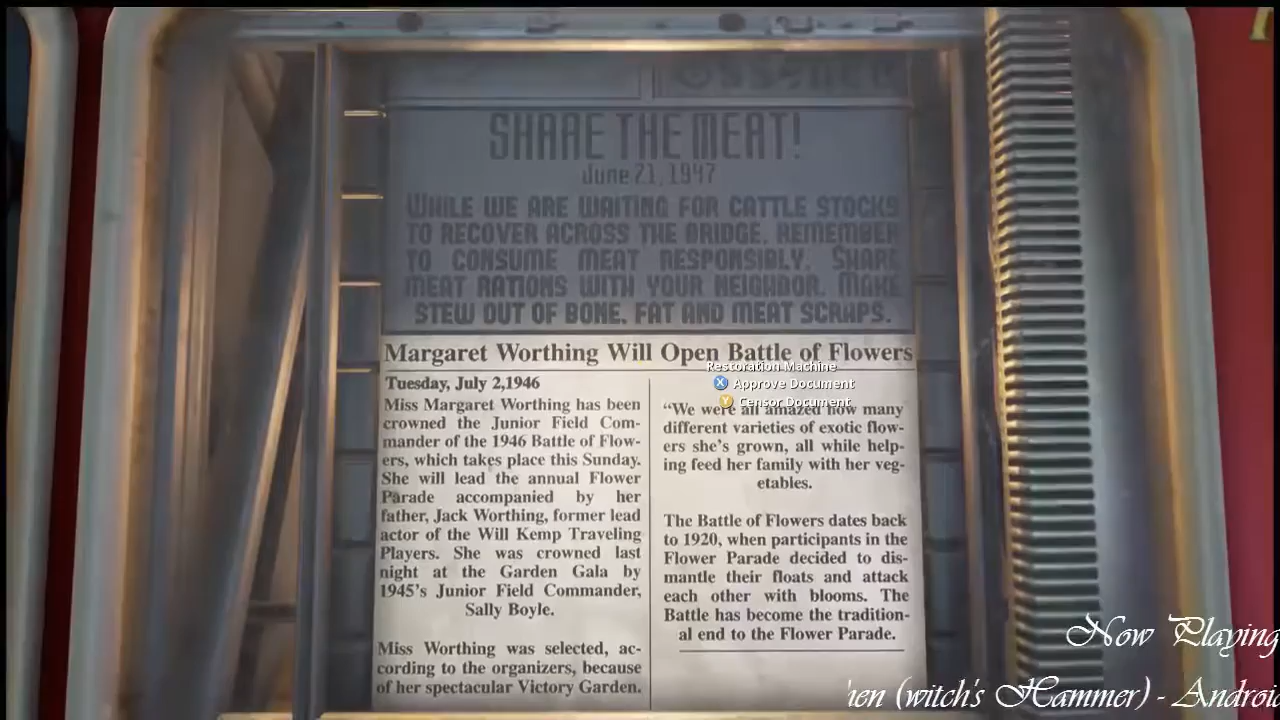 SHARE THE MEAT!
June 21, 1947
WHILE WE ARE WAITING FOR CATTLE STOCKS
TO RECOVER ACROSS THE BRIDGE, REMEMBER
TO CONSUME MEAT RESPONSIBLY. SHARE
MEAT RATIONS WITH YOUR NEIGHBOR. MAKE
STEW OUT OF BONE, FAT AND MEAT SCRAPS.
Margaret Worthing Will Open Battle of Flowers
Tuesday, July 2,1946
Miss Margaret Worthing has been
crowned the Junior Field Com-
mander of the 1946 Battle of Flow-
ers, which takes place this Sunday.
She will lead the annual Flower
Parade accompanied by her
father, Jack Worthing, former lead
actor of the Will Kemp Traveling
Players. She was crowned last
night at the Garden Gala by
1945's Junior Field Commander,
Sally Boyle.
Miss Worthing was selected, ac-
cording to the organizers, because
of her spectacular Victory Garden.
Restoration Machine
X Approve Document
Y Censor Document
“We were all amazed how many
different varieties of exotic flow-
ers she's grown, all while help-
ing feed her family with her veg-
etables.
The Battle of Flowers dates back
to 1920, when participants in the
Flower Parade decided to dis-
mantle their floats and attack
each other with blooms. The
Battle has become the tradition-
al end to the Flower Parade.
Now Playing
ien (witch's Hammer) - Android